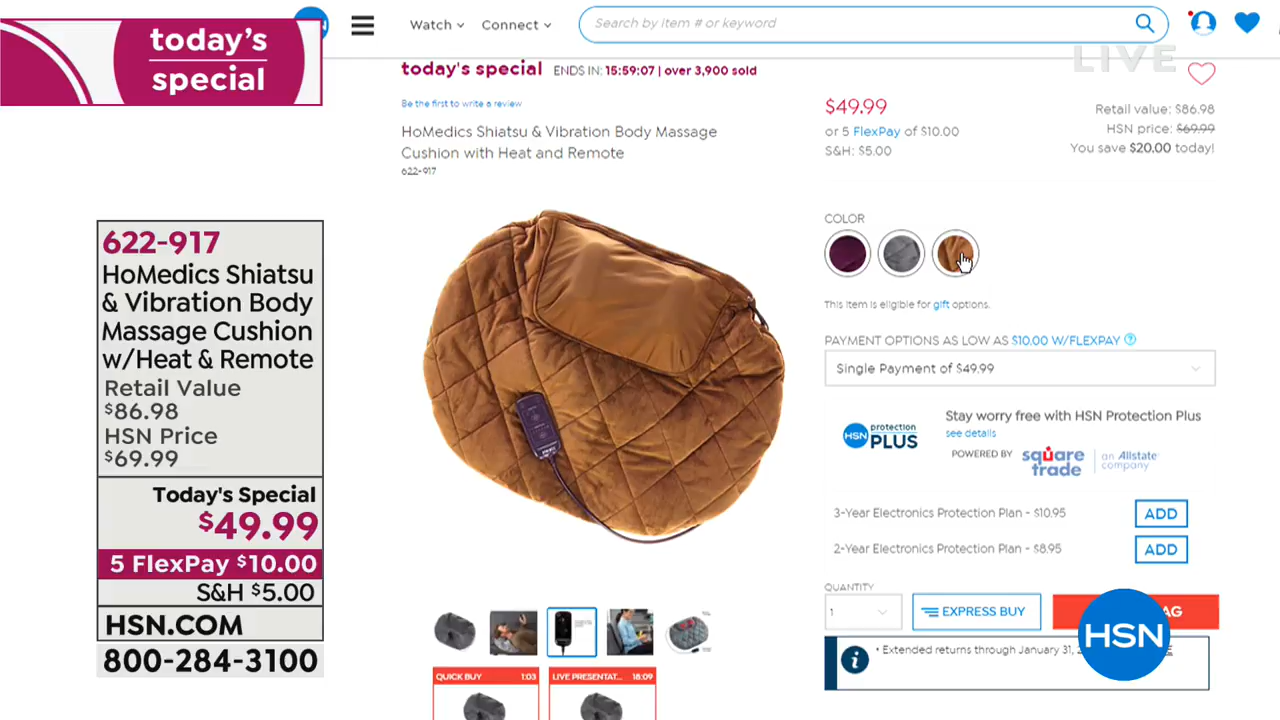 today's
special
Watch
Connect
Search by item # or keyword
LIVE
today's special ENDS IN: 15:59:07 | over 3,900 sold
Be the first to write a review
HoMedics Shiatsu & Vibration Body Massage
Cushion with Heat and Remote
622-917
$49.99
or 5 FlexPay of $10.00
S&H: $5.00
Retail value: $86.98
HSN price: $69.99
You save $20.00 today!
COLOR
This item is eligible for gift options.
PAYMENT OPTIONS AS LOW AS $10.00 W/FLEXPAY ?
Single Payment of $49.99
HSN protection
PLUS
Stay worry free with HSN Protection Plus
see details
POWERED BY
square
trade
an Allstate
company
3-Year Electronics Protection Plan - $10.95
ADD
2-Year Electronics Protection Plan - $8.95
ADD
QUANTITY
1
EXPRESS BUY
AG
HSN
i
• Extended returns through January 31,
QUICK BUY 1:03
LIVE PRESENTAT... 18:09
622-917
HoMedics Shiatsu
& Vibration Body
Massage Cushion
w/Heat & Remote
Retail Value
$86.98
HSN Price
$69.99
Today's Special
$49.99
5 FlexPay $10.00
S&H $5.00
HSN.COM
800-284-3100